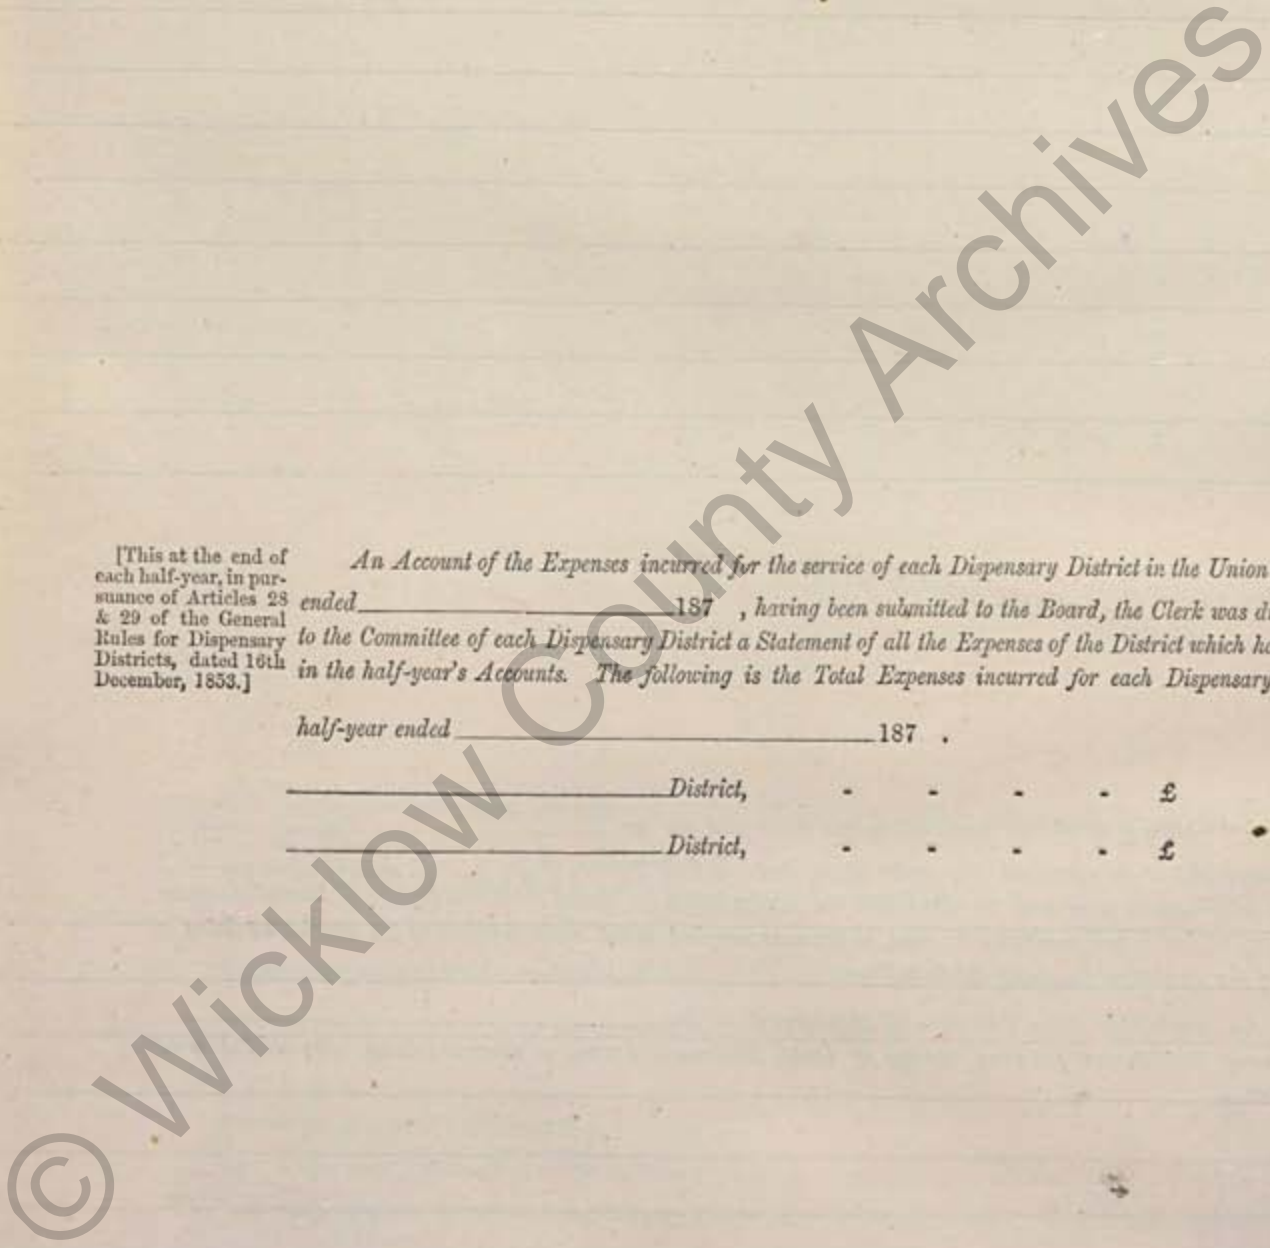 [This at the end of
each half-year, in pur-
suance of Articles 28
& 29 of the General
Rules for Dispensary
Districts, dated 16th
December, 1853.]
An Account of the Expenses incurred for the service of each Dispensary District in the Union
ended ____ 187 , having been submitted to the Board, the Clerk was
to the Committee of each Dispensary District a Statement of all the Expenses of the District which
in the half-year's Accounts. The following is the Total Expenses incurred for each Dispensary
half-year ended ____ 187 .
____ District, - - - - £
____ District, - - - - £
© Wicklow County Archives